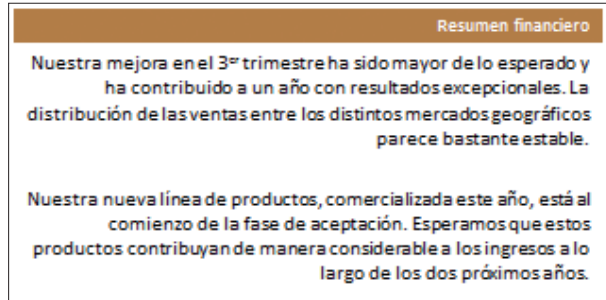 Resumen financiero
Nuestra mejora en el 3er trimestre ha sido mayor de lo esperado y
ha contribuido a un año con resultados excepcionales. La
distribución de las ventas entre los distintos mercados geográficos
parece bastante estable.
Nuestra nueva línea de productos, comercializada este año, está al
comienzo de la fase de aceptación. Esperamos que estos
productos contribuyan de manera considerable a los ingresos a lo
largo de los dos próximos años.